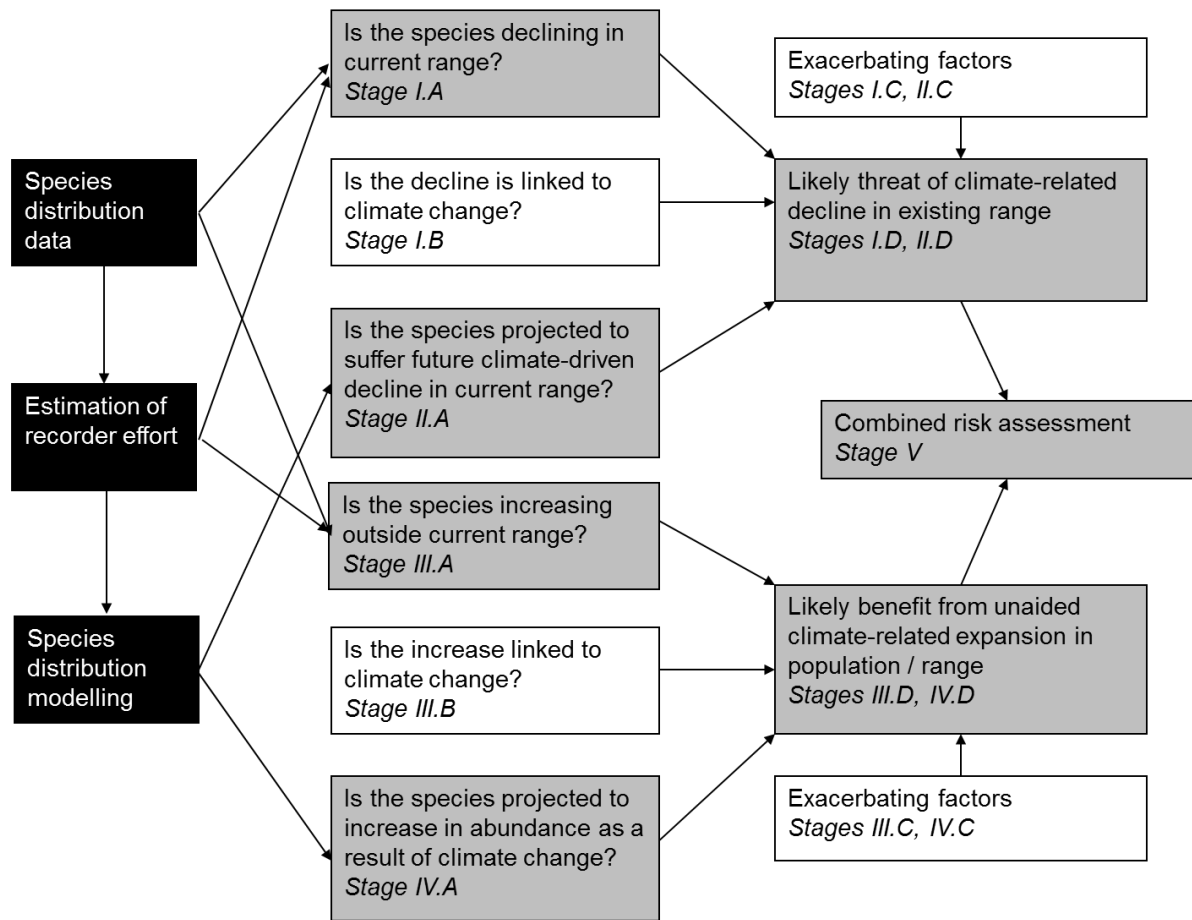 Species
distribution
data
Estimation of
recorder effort
Species
distribution
modelling
Is the species declining in
current range?
Stage I.A
Is the decline is linked to
climate change?
Stage I.B
Is the species projected to
suffer future climate-driven
decline in current range?
Stage II.A
Is the species increasing
outside current range?
Stage III.A
Is the increase linked to
climate change?
Stage III.B
Is the species projected to
increase in abundance as a
result of climate change?
Stage IV.A
Exacerbating factors
Stages I.C, II.C
Likely threat of climate-related
decline in existing range
Stages I.D, II.D
Combined risk assessment
Stage V
Likely benefit from unaided
climate-related expansion in
population / range
Stages III.D, IV.D
Exacerbating factors
Stages III.C, IV.C